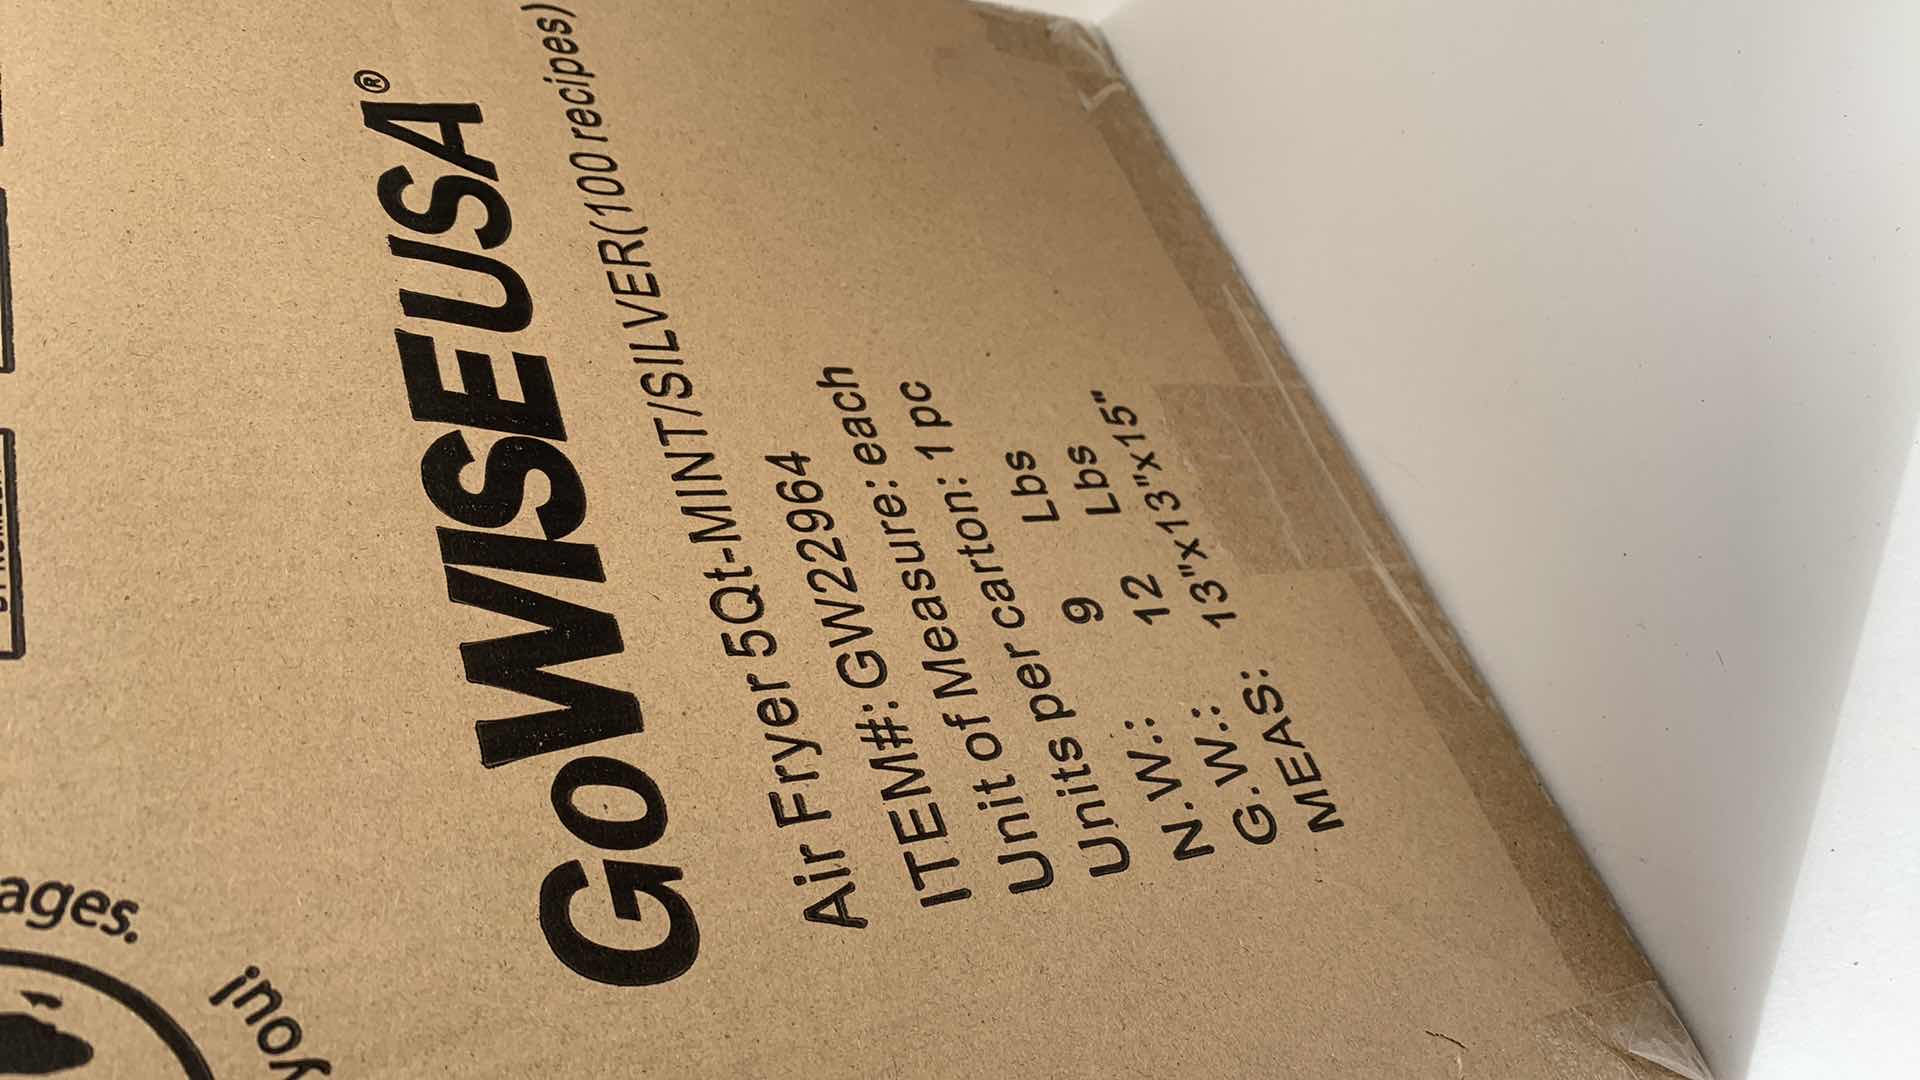 GoWISEUSA®
Air Fryer 5Qt-MINT/SILVER(100 recipes)
ITEM#: GW22964
Unit of Measure: each
Units per carton: 1 pc
N.W.: 9 Lbs
G.W.: 12 Lbs
MEAS: 13"x13"x15"
ages.
you!